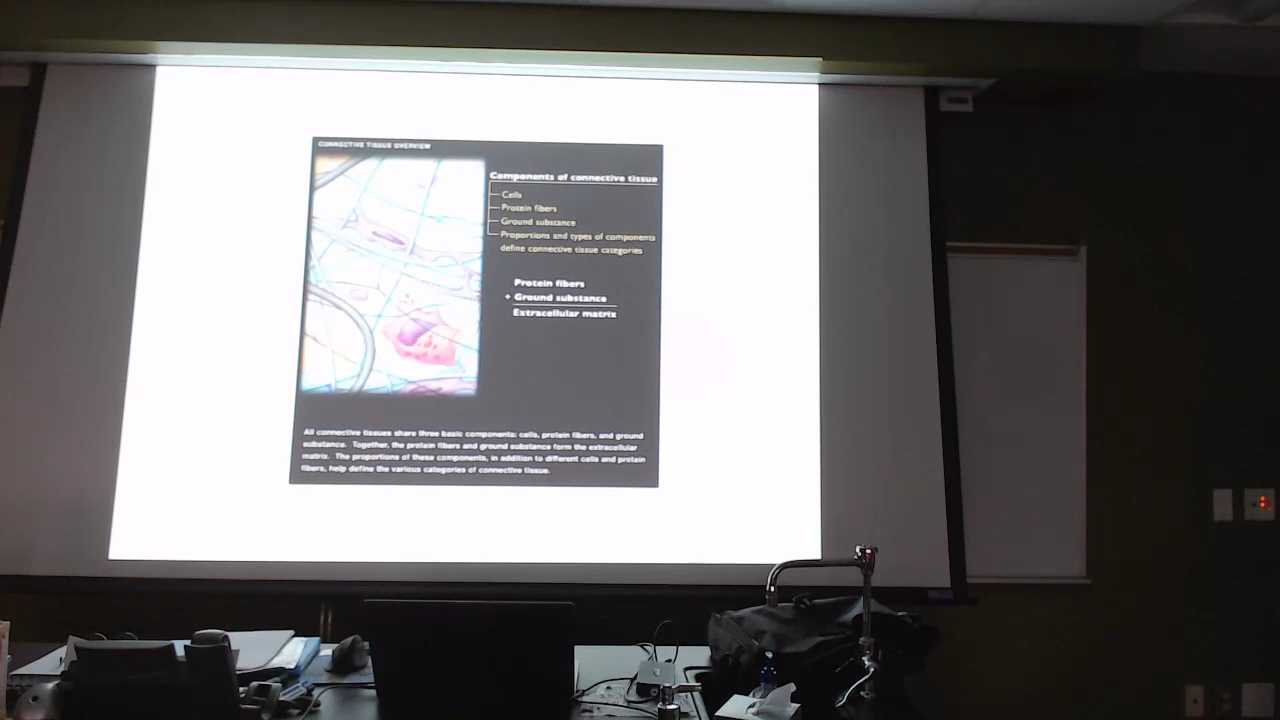 CONNECTIVE TISSUE OVERVIEW
Components of connective tissue
Cells
Protein fibers
Ground substance
Proportions and types of components
define connective tissue categories
Protein fibers
+ Ground substance
Extracellular matrix
All connective tissues share three basic components: cells, protein fibers, and ground
substance. Together, the protein fibers and ground substance form the extracellular
matrix. The proportions of these components, in addition to different cells and protein
fibers, help define the various categories of connective tissue.